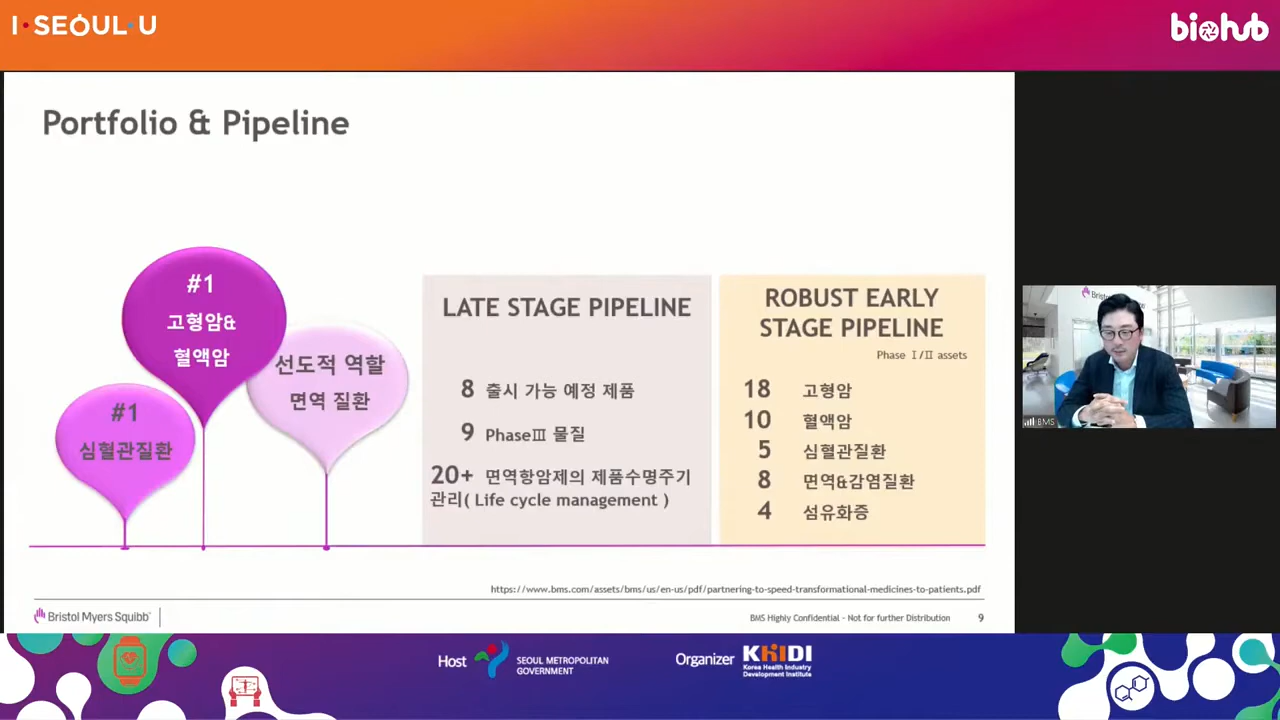 I·SEOUL·U
biohub
Portfolio & Pipeline
#1
고형암&
혈액암
선도적 역할
면역 질환
#1
심혈관질환
LATE STAGE PIPELINE
8 출시 가능 예정 제품
9 PhaseⅢ 물질
20+ 면역항암제의 제품수명주기
관리( Life cycle management )
ROBUST EARLY
STAGE PIPELINE
Phase Ⅰ/Ⅱ assets
18 고형암
10 혈액암
5 심혈관질환
8 면역&감염질환
4 섬유화증
https://www.bms.com/assets/bms/us/en-us/pdf/partnering-to-speed-transformational-medicines-to-patients.pdf
Bristol Myers Squibb
BMS Highly Confidential - Not for further Distribution 9
BMS
Host
SEOUL METROPOLITAN
GOVERNMENT
Organizer
KHIDI
Korea Health Industry
Development Institute